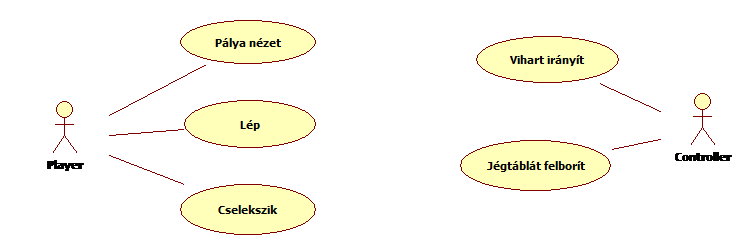 Pálya nézet
Vihart irányít
Lép
Player
Controller
Jégtáblát felborít
Cselekszik